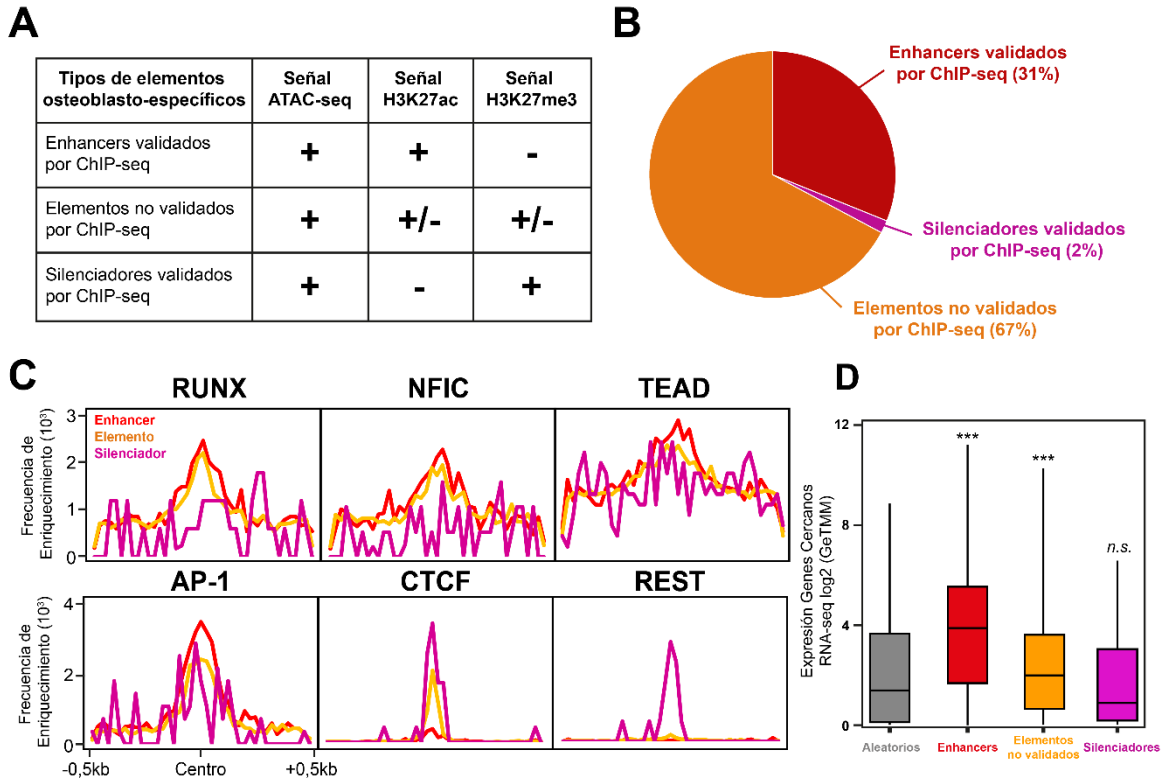 A
Tipos de elementos
osteoblasto-específicos
Señal
ATAC-seq
Señal
H3K27ac
Señal
H3K27me3
Enhancers validados
por ChIP-seq
+
+
-
Elementos no validados
por ChIP-seq
+
+/-
+/-
Silenciadores validados
por ChIP-seq
+
-
+
B
Enhancers validados
por ChIP-seq (31%)
Silenciadores validados
por ChIP-seq (2%)
Elementos no validados
por ChIP-seq (67%)
C
RUNX
NFIC
TEAD
Frecuencia de
Enriquecimiento (10³)
3
2
1
0
Enhancer
Elemento
Silenciador
AP-1
CTCF
REST
Frecuencia de
Enriquecimiento (10³)
4
2
0
-0,5kb
Centro
+0,5kb
D
Expresión Genes Cercanos
RNA-seq log2 (GeTMM)
12
8
4
0
***
***
n.s.
Aleatorios
Enhancers
Elementos
no validados
Silenciadores